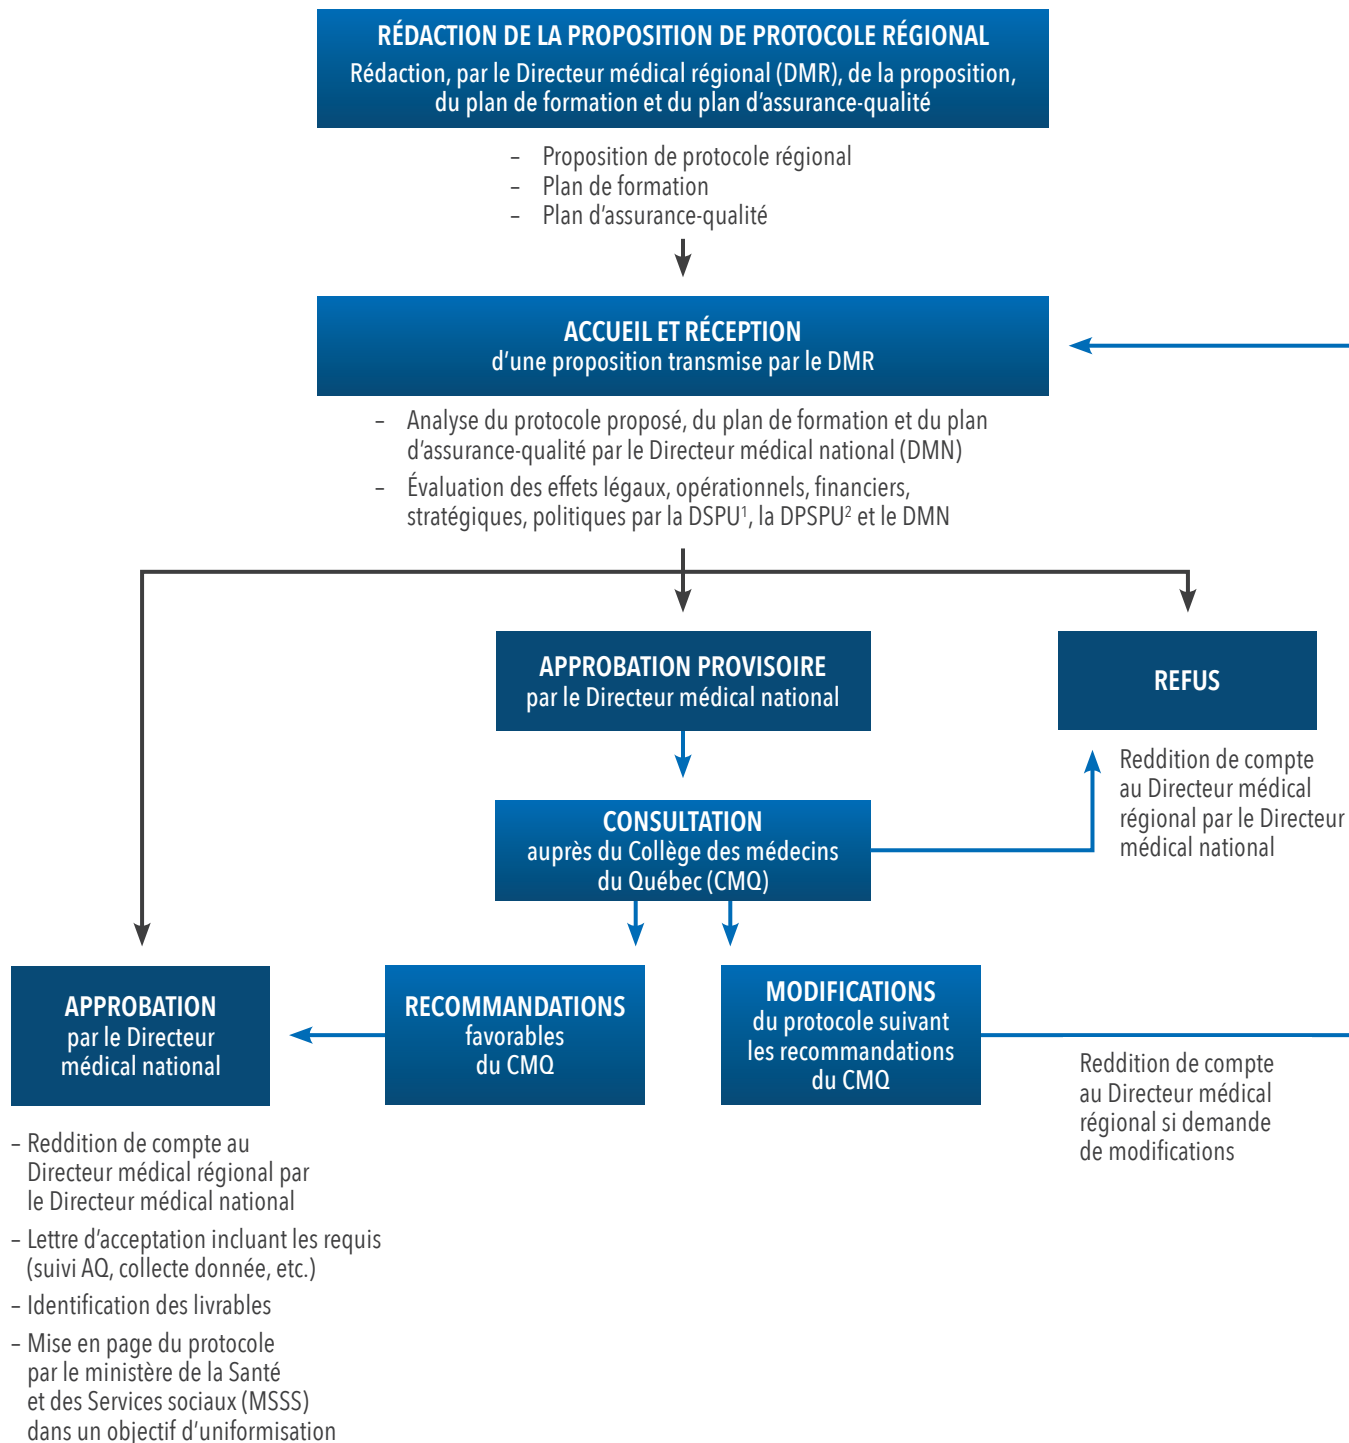 RÉDACTION DE LA PROPOSITION DE PROTOCOLE RÉGIONAL
Rédaction, par le Directeur médical régional (DMR), de la proposition,
du plan de formation et du plan d'assurance-qualité
– Proposition de protocole régional
– Plan de formation
– Plan d'assurance-qualité
ACCUEIL ET RÉCEPTION
d'une proposition transmise par le DMR
– Analyse du protocole proposé, du plan de formation et du plan
d'assurance-qualité par le Directeur médical national (DMN)
– Évaluation des effets légaux, opérationnels, financiers,
stratégiques, politiques par la DSPU¹, la DPSPU² et le DMN
APPROBATION PROVISOIRE
par le Directeur médical national
REFUS
Reddition de compte
au Directeur médical
régional par le Directeur
médical national
CONSULTATION
auprès du Collège des médecins
du Québec (CMQ)
APPROBATION
par le Directeur
médical national
RECOMMANDATIONS
favorables
du CMQ
MODIFICATIONS
du protocole suivant
les recommandations
du CMQ
Reddition de compte
au Directeur médical
régional si demande
de modifications
– Reddition de compte au
Directeur médical régional par
le Directeur médical national
– Lettre d'acceptation incluant les requis
(suivi AQ, collecte donnée, etc.)
– Identification des livrables
– Mise en page du protocole
par le ministère de la Santé
et des Services sociaux (MSSS)
dans un objectif d'uniformisation